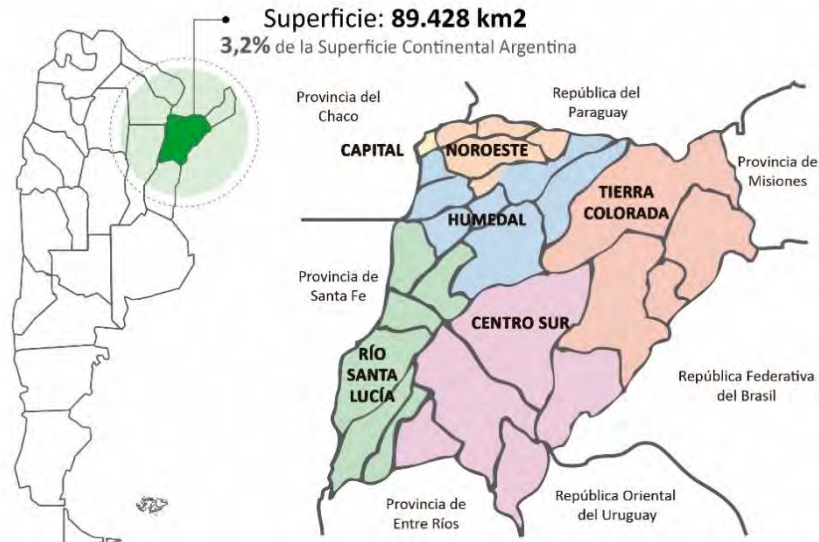 Superficie: 89.428 km2
3,2% de la Superficie Continental Argentina
Provincia del
Chaco
República del
Paraguay
CAPITAL
NOROESTE
Provincia de
Misiones
TIERRA
COLORADA
HUMEDAL
Provincia de
Santa Fe
CENTRO SUR
RÍO
SANTA
LUCÍA
República Federativa
del Brasil
Provincia de
Entre Ríos
República Oriental
del Uruguay